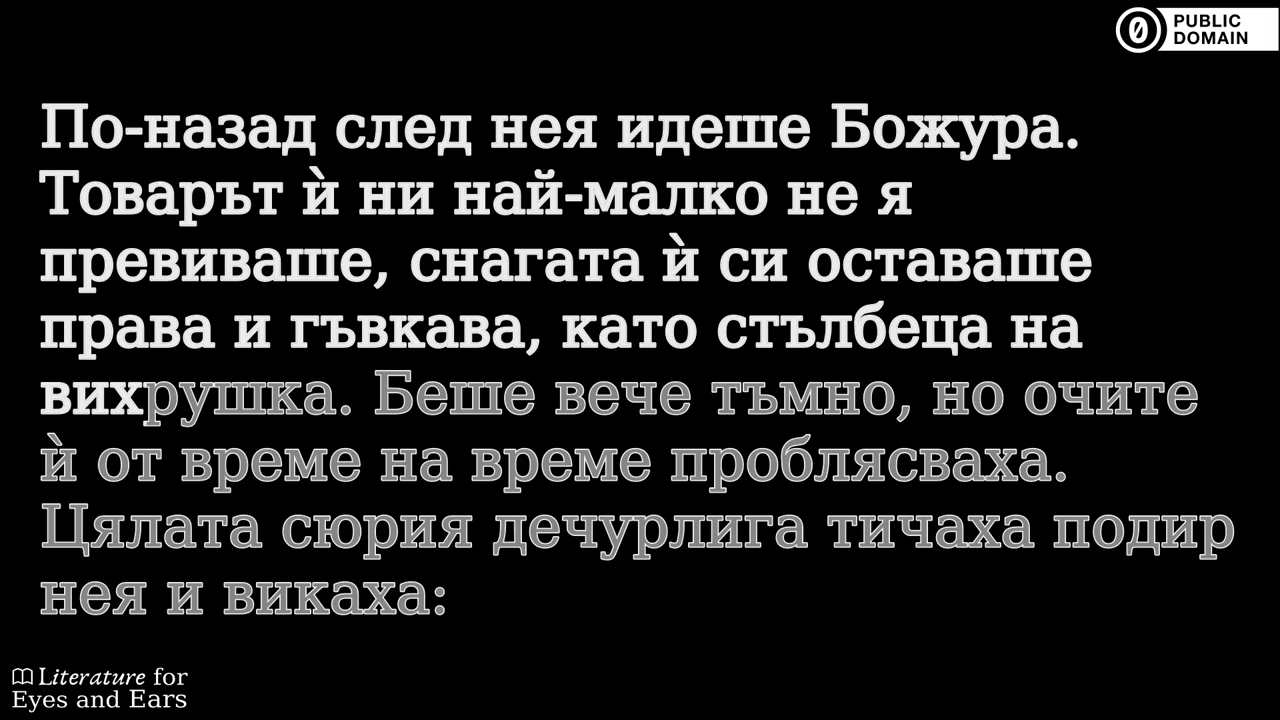 PUBLIC
DOMAIN
По-назад след нея идеше Божура.
Товарът ѝ ни най-малко не я
превиваше, снагата ѝ си оставаше
права и гъвкава, като стълбеца на
вихрушка. Беше вече тъмно, но очите
ѝ от време на време проблясваха.
Цялата сюрия дечурлига тичаха подир
нея и викаха:
Literature for
Eyes and Ears